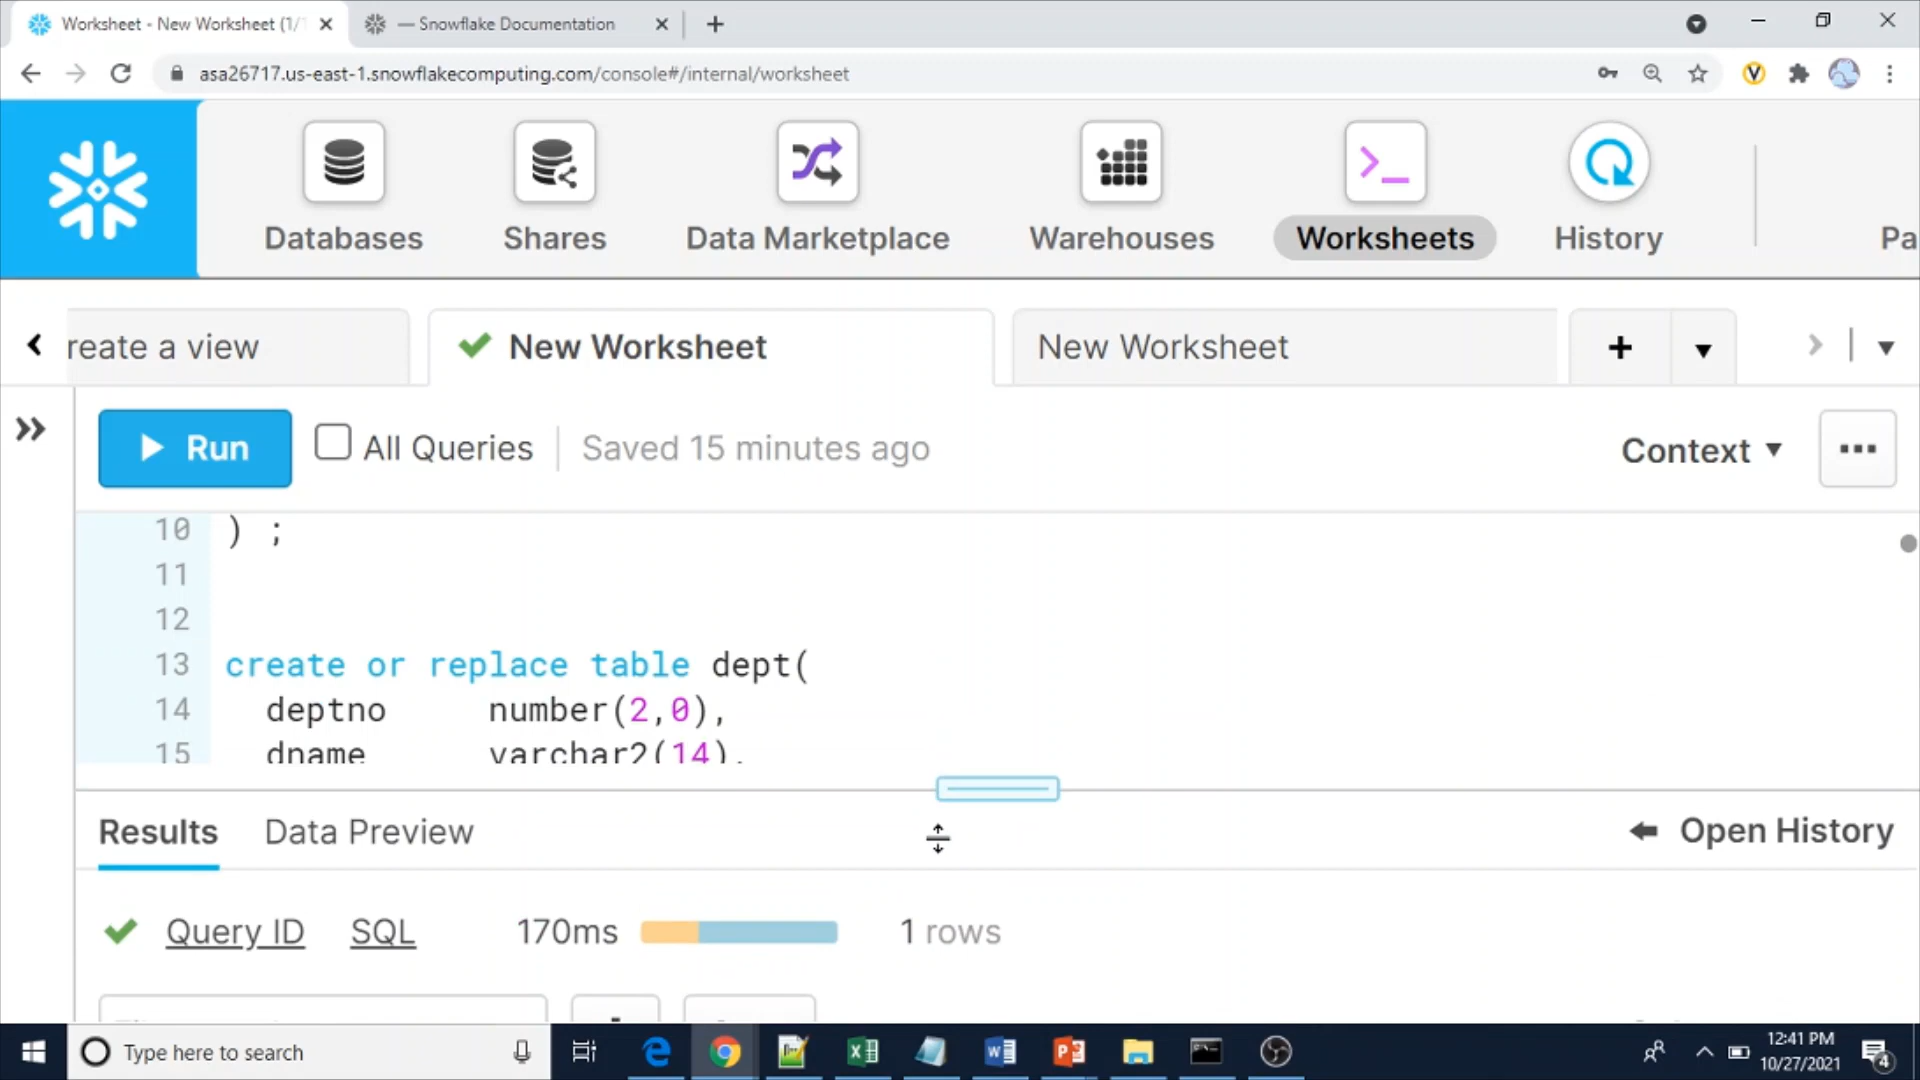 Worksheet - New Worksheet (1/1
— Snowflake Documentation
asa26717.us-east-1.snowflakecomputing.com/console#/internal/worksheet
Databases
Shares
Data Marketplace
Warehouses
Worksheets
History
Pa
reate a view
New Worksheet
New Worksheet
Run
All Queries
Saved 15 minutes ago
Context
10 ) ;
11
12
13 create or replace table dept(
14 deptno number(2,0),
15 dname varchar2(14),
Results
Data Preview
Open History
Query ID
SQL
170ms
1 rows
Type here to search
12:41 PM
10/27/2021
4